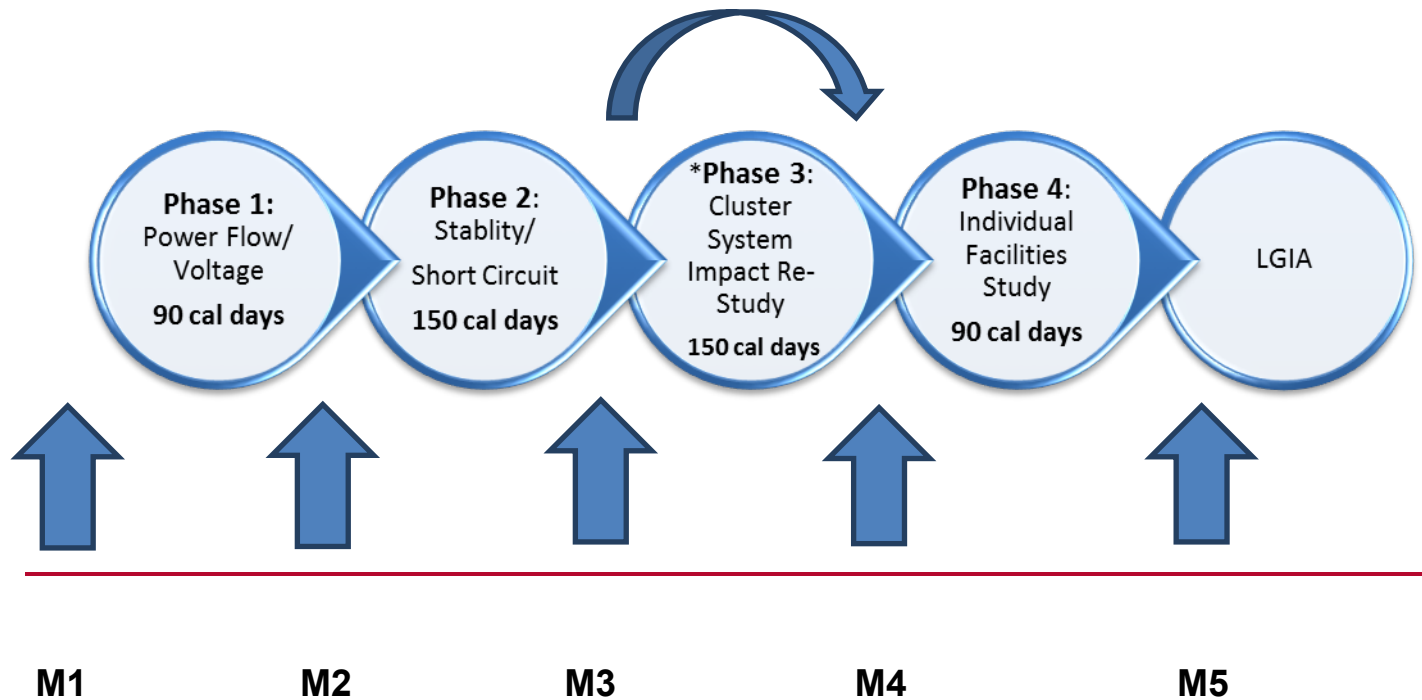 Phase 1:
Power Flow/
Voltage
90 cal days
Phase 2:
Stablity/
Short Circuit
150 cal days
*Phase 3:
Cluster
System
Impact Re-
Study
150 cal days
Phase 4:
Individual
Facilities
Study
90 cal days
LGIA
M1
M2
M3
M4
M5